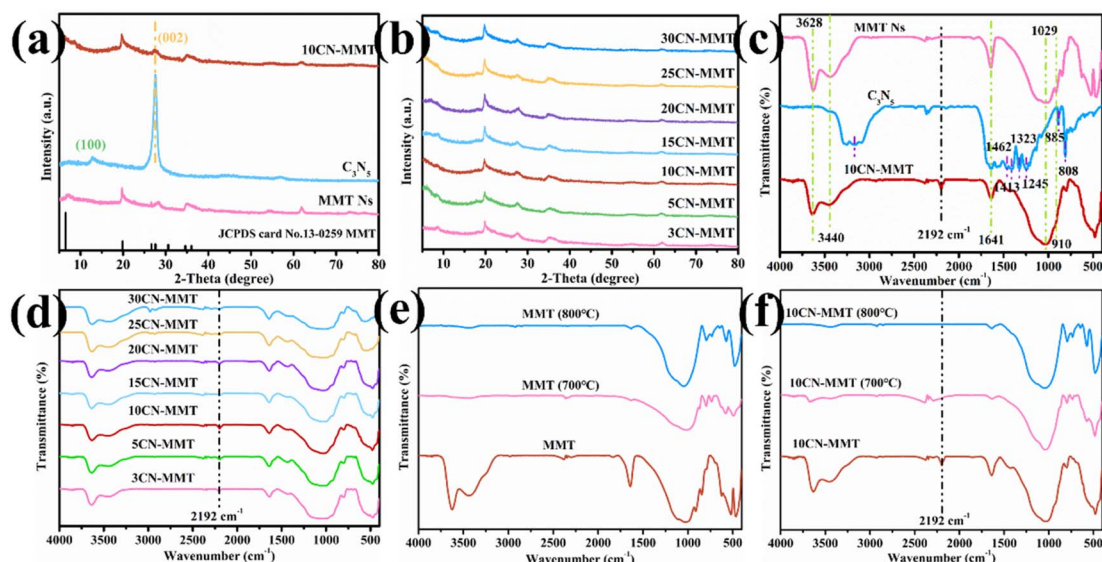 (a)
(002)
10CN-MMT
(100)
C₃N₅
MMT Ns
JCPDS card No.13-0259 MMT
Intensity (a.u.)
10 20 30 40 50 60 70 80
2-Theta (degree)
(b)
30CN-MMT
25CN-MMT
20CN-MMT
15CN-MMT
10CN-MMT
5CN-MMT
3CN-MMT
Intensity (a.u.)
10 20 30 40 50 60 70 80
2-Theta (degree)
(c)
3628
MMT Ns
1029
C₃N₅
1462
1323
885
10CN-MMT
1413
1245
808
3440
2192 cm⁻¹
1641
910
Transmittance (%)
4000 3500 3000 2500 2000 1500 1000 500
Wavenumber (cm⁻¹)
(d)
30CN-MMT
25CN-MMT
20CN-MMT
15CN-MMT
10CN-MMT
5CN-MMT
3CN-MMT
2192 cm⁻¹
Transmittance (%)
4000 3500 3000 2500 2000 1500 1000 500
Wavenumber (cm⁻¹)
(e)
MMT (800℃)
MMT (700℃)
MMT
Transmittance (%)
4000 3500 3000 2500 2000 1500 1000 500
Wavenumber (cm⁻¹)
(f)
10CN-MMT (800℃)
10CN-MMT (700℃)
10CN-MMT
2192 cm⁻¹
Transmittance (%)
4000 3500 3000 2500 2000 1500 1000 500
Wavenumber (cm⁻¹)